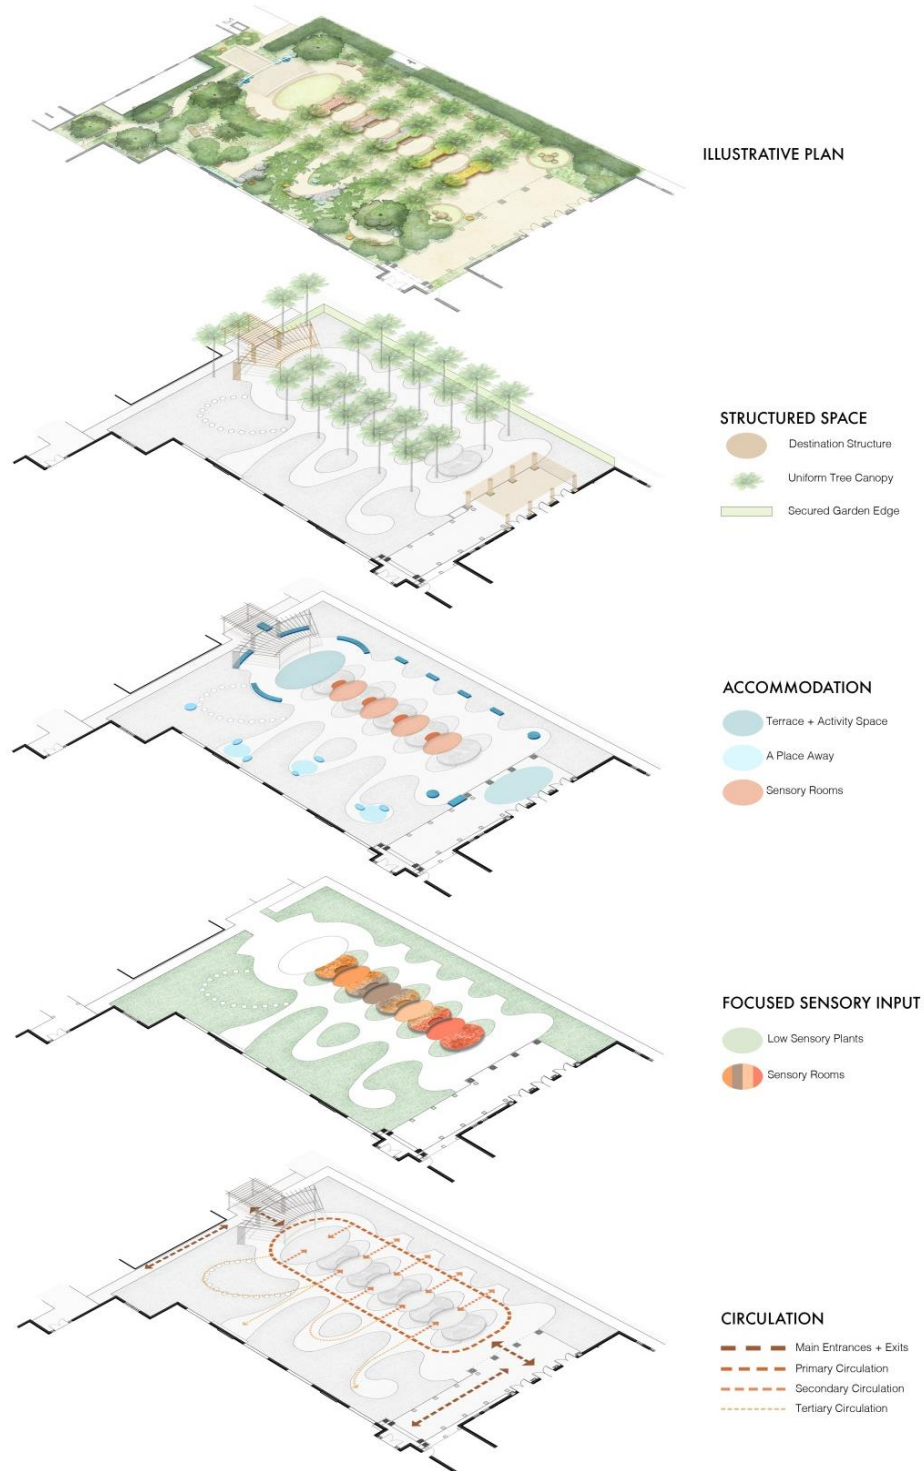 ILLUSTRATIVE PLAN
STRUCTURED SPACE
Destination Structure
Uniform Tree Canopy
Secured Garden Edge
ACCOMMODATION
Terrace + Activity Space
A Place Away
Sensory Rooms
FOCUSED SENSORY INPUT
Low Sensory Plants
Sensory Rooms
CIRCULATION
Main Entrances + Exits
Primary Circulation
Secondary Circulation
Tertiary Circulation